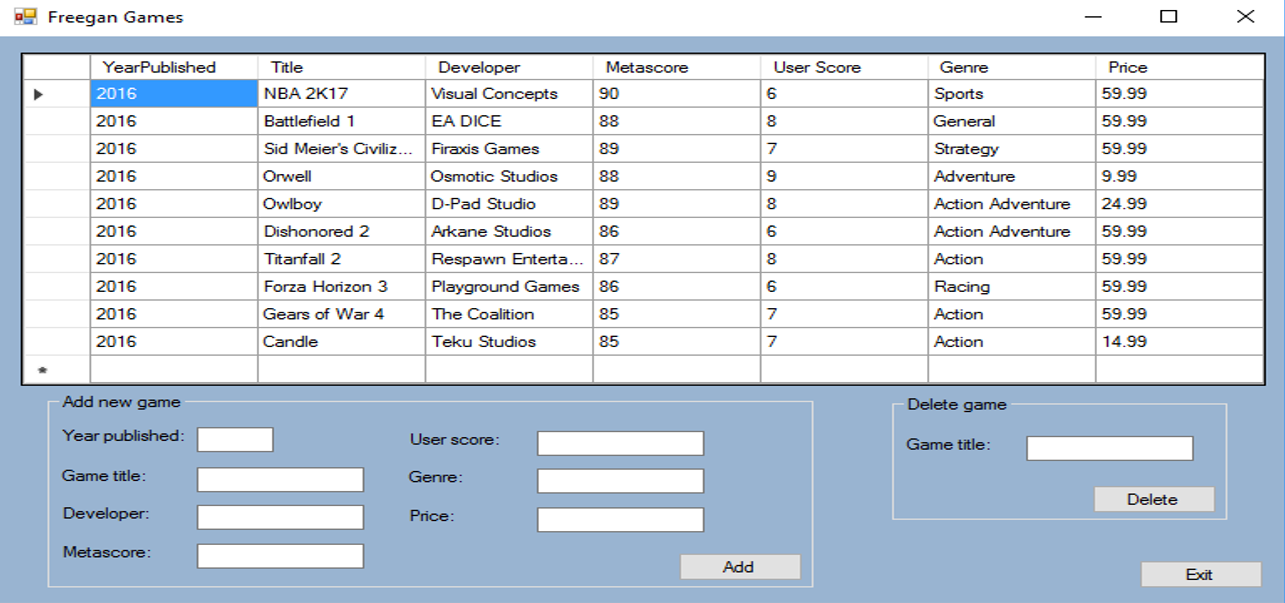 Freegan Games
YearPublished Title Developer Metascore User Score Genre Price
2016 NBA 2K17 Visual Concepts 90 6 Sports 59.99
2016 Battlefield 1 EA DICE 88 8 General 59.99
2016 Sid Meier's Civiliz... Firaxis Games 89 7 Strategy 59.99
2016 Orwell Osmotic Studios 88 9 Adventure 9.99
2016 Owlboy D-Pad Studio 89 8 Action Adventure 24.99
2016 Dishonored 2 Arkane Studios 86 6 Action Adventure 59.99
2016 Titanfall 2 Respawn Enterta... 87 8 Action 59.99
2016 Forza Horizon 3 Playground Games 86 6 Racing 59.99
2016 Gears of War 4 The Coalition 85 7 Action 59.99
2016 Candle Teku Studios 85 7 Action 14.99
*
Add new game
Year published:
Game title:
Developer:
Metascore:
User score:
Genre:
Price:
Add
Delete game
Game title:
Delete
Exit